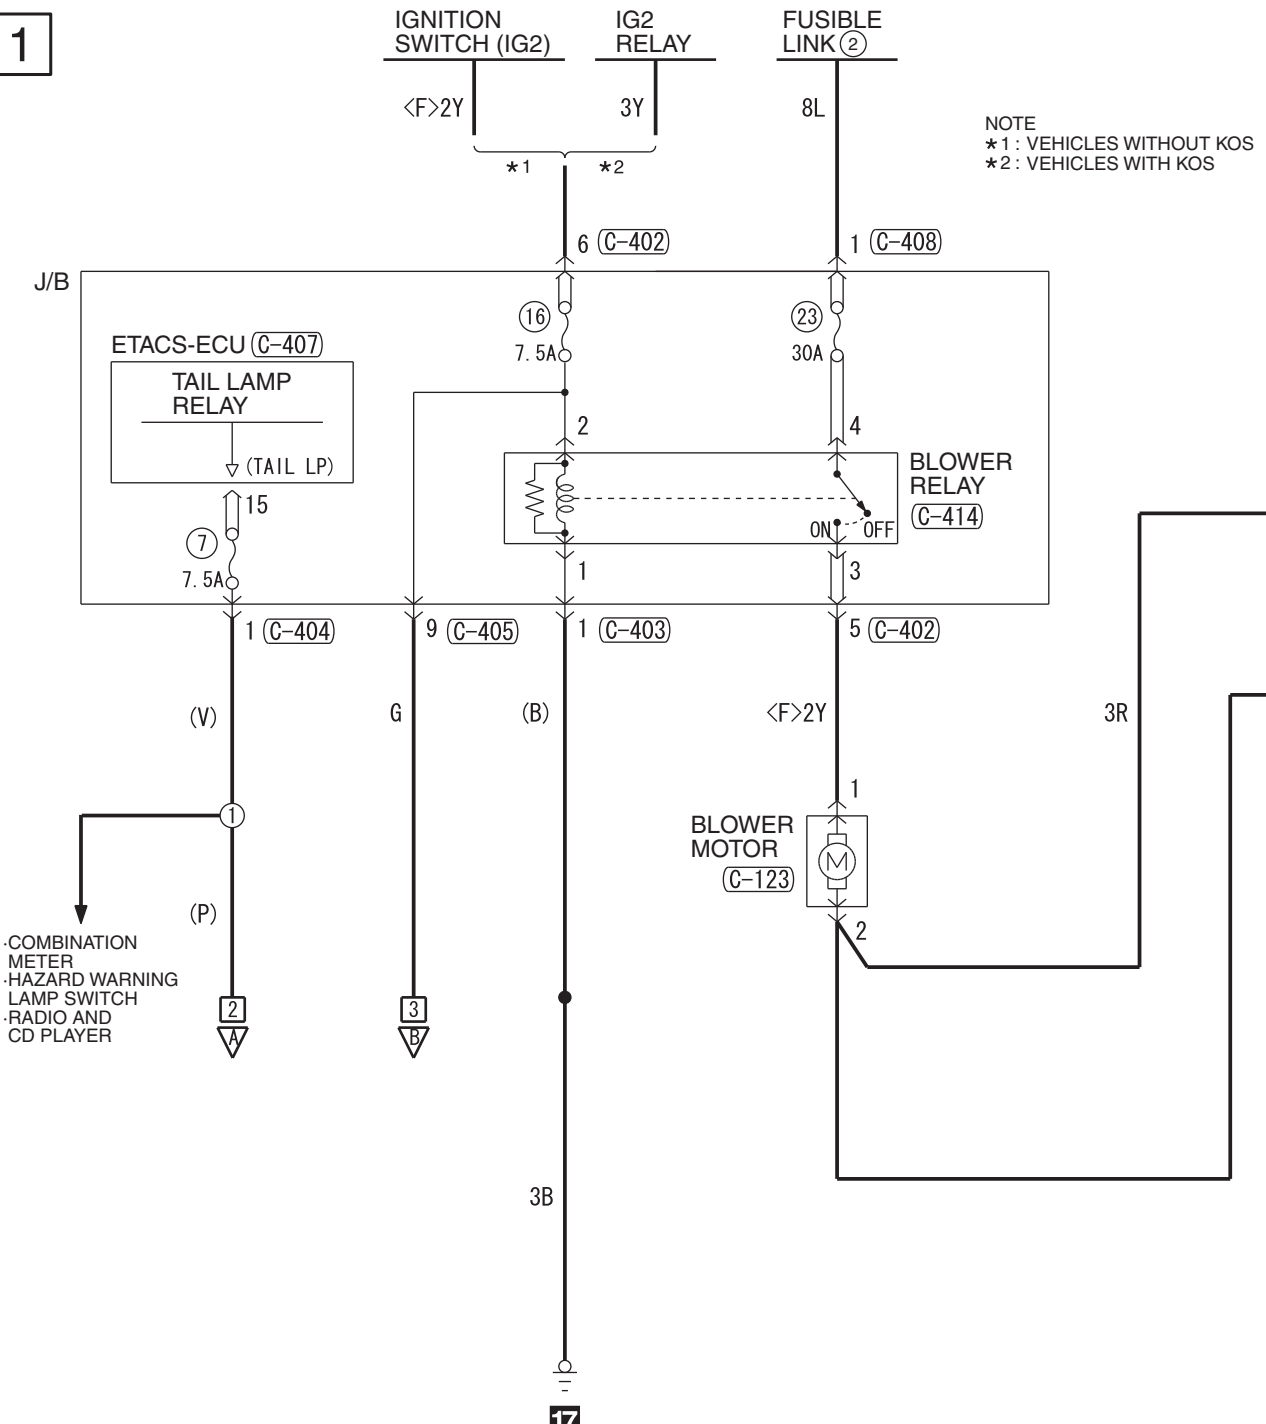 1
IGNITION
SWITCH (IG2)
IG2
RELAY
FUSIBLE
LINK 2
<F>2Y
3Y
8L
NOTE
*1 : VEHICLES WITHOUT KOS
*2 : VEHICLES WITH KOS
*1
*2
6 C-402
1 C-408
J/B
16
7.5A
23
30A
ETACS-ECU C-407
TAIL LAMP
RELAY
(TAIL LP)
2
4
BLOWER
RELAY
C-414
ON
OFF
15
7
7.5A
1
3
1 C-404
9 C-405
1 C-403
5 C-402
(V)
G
(B)
<F>2Y
3R
1
1
BLOWER
MOTOR
C-123
M
2
(P)
·COMBINATION
METER
·HAZARD WARNING
LAMP SWITCH
·RADIO AND
CD PLAYER
2
A
3
B
3B
17